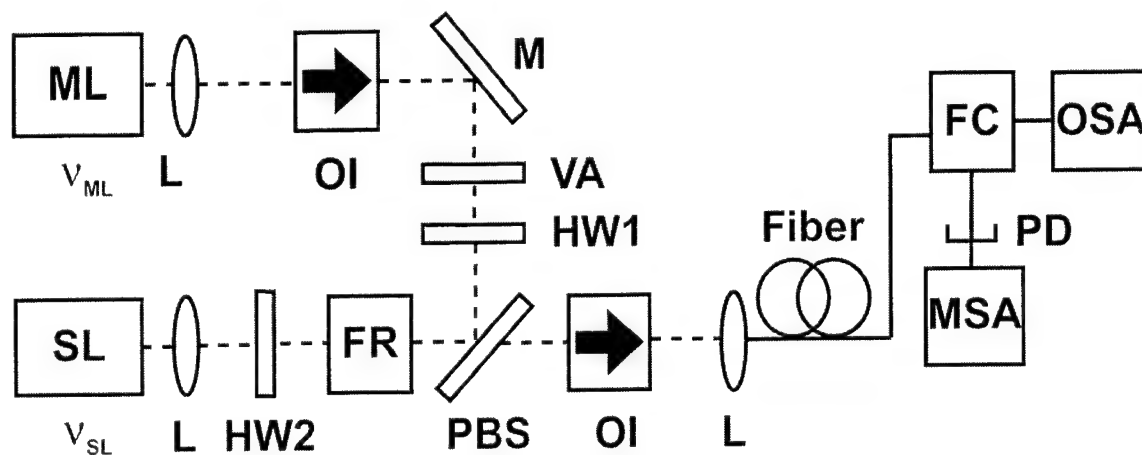 ML
L
OI
M
ν_ML
VA
HW1
FC
OSA
Fiber
PD
MSA
SL
L
HW2
FR
PBS
OI
L
ν_SL